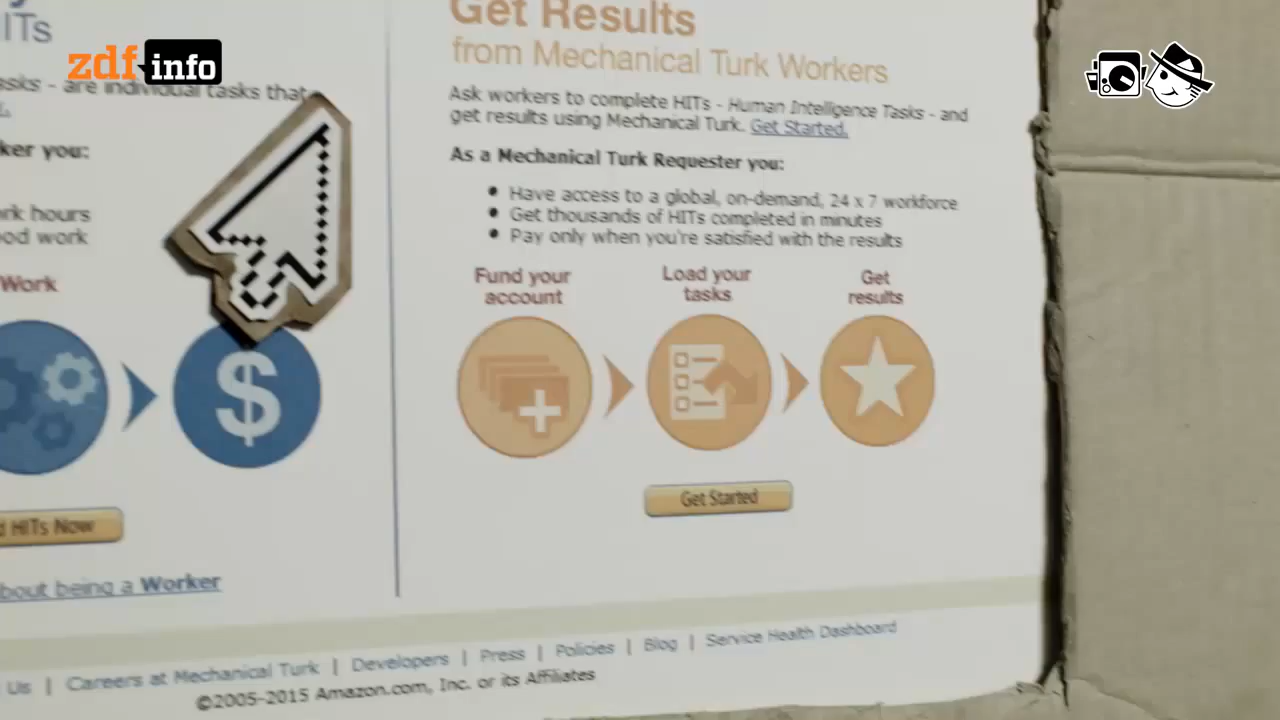 ITs
zdf info
asks - are individual tasks that
ker you:
rk hours
od work
Work
$
HITs Now
bout being a Worker
Get Results
from Mechanical Turk Workers
Ask workers to complete HITs - Human Intelligence Tasks - and
get results using Mechanical Turk. Get Started.
As a Mechanical Turk Requester you:
• Have access to a global, on-demand, 24 x 7 workforce
• Get thousands of HITs completed in minutes
• Pay only when you're satisfied with the results
Fund your
account
Load your
tasks
Get
results
Get Started
Us | Careers at Mechanical Turk | Developers | Press | Policies | Blog | Service Health Dashboard
©2005-2015 Amazon.com, Inc. or its Affiliates